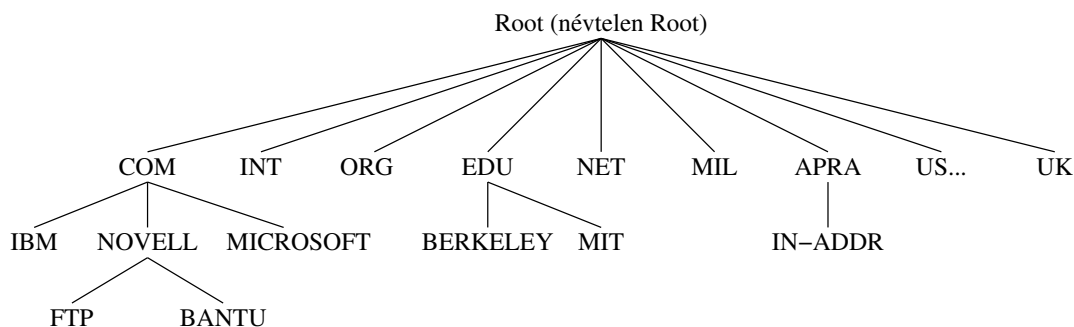 Root (névtelen Root)
COM INT ORG EDU NET MIL APRA US... UK
IBM NOVELL MICROSOFT BERKELEY MIT IN−ADDR
FTP BANTU